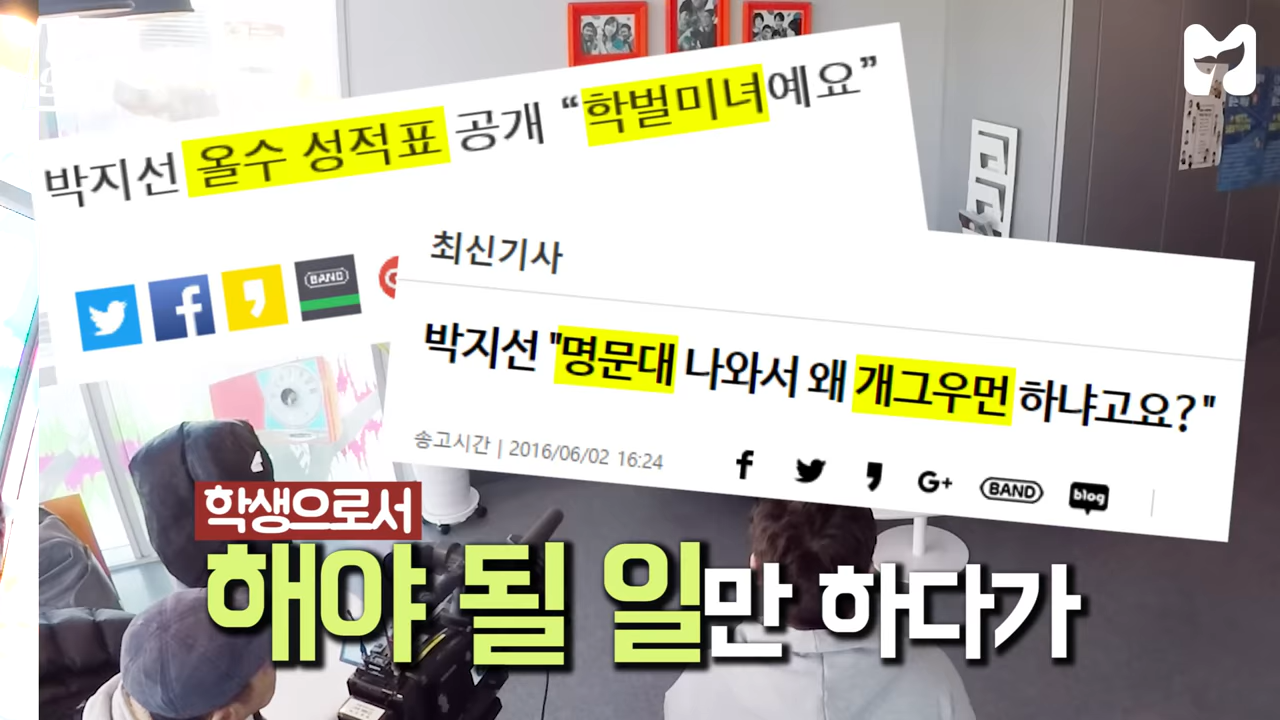 박지선 올수 성적표 공개 “학벌미녀예요”
BAND
최신기사
박지선 "명문대 나와서 왜 개그우먼 하냐고요?"
송고시간 | 2016/06/02 16:24
f G+ BAND blog
학생으로서
해야 될 일만 하다가